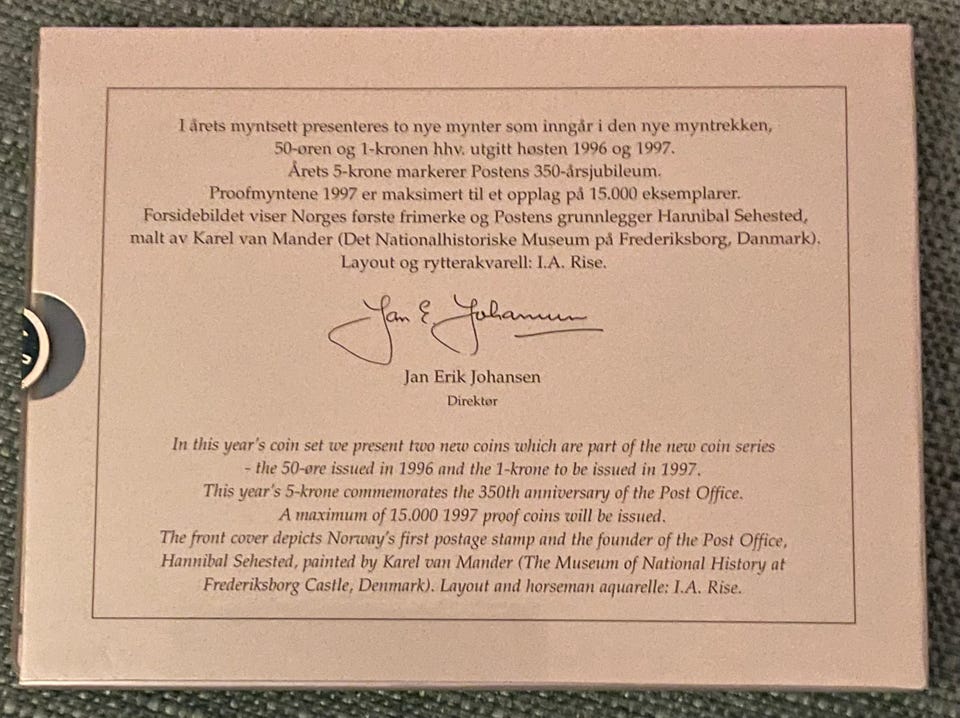 I årets myntsett presenteres to nye mynter som inngår i den nye myntrekken,
50-øren og 1-kronen hhv. utgitt høsten 1996 og 1997.
Årets 5-krone markerer Postens 350-årsjubileum.
Proofmyntene 1997 er maksimert til et opplag på 15.000 eksemplarer.
Forsidebildet viser Norges første frimerke og Postens grunnlegger Hannibal Sehested,
malt av Karel van Mander (Det Nationalhistoriske Museum på Frederiksborg, Danmark).
Layout og rytterakvarell: I.A. Rise.
Jan E. Johansen
Jan Erik Johansen
Direktør
In this year's coin set we present two new coins which are part of the new coin series
- the 50-øre issued in 1996 and the 1-krone to be issued in 1997.
This year's 5-krone commemorates the 350th anniversary of the Post Office.
A maximum of 15.000 1997 proof coins will be issued.
The front cover depicts Norway's first postage stamp and the founder of the Post Office,
Hannibal Sehested, painted by Karel van Mander (The Museum of National History at
Frederiksborg Castle, Denmark). Layout and horseman aquarelle: I.A. Rise.